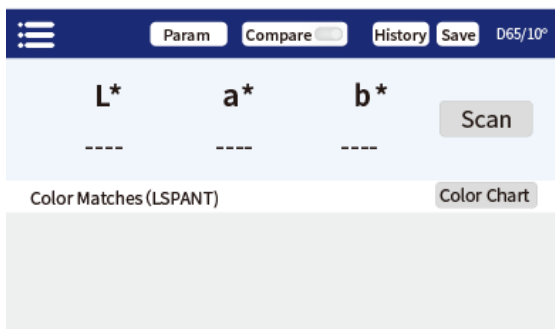 Param Compare History Save D65/10°
L* a* b*
Scan
---- ---- ----
Color Matches(LSPANT) Color Chart